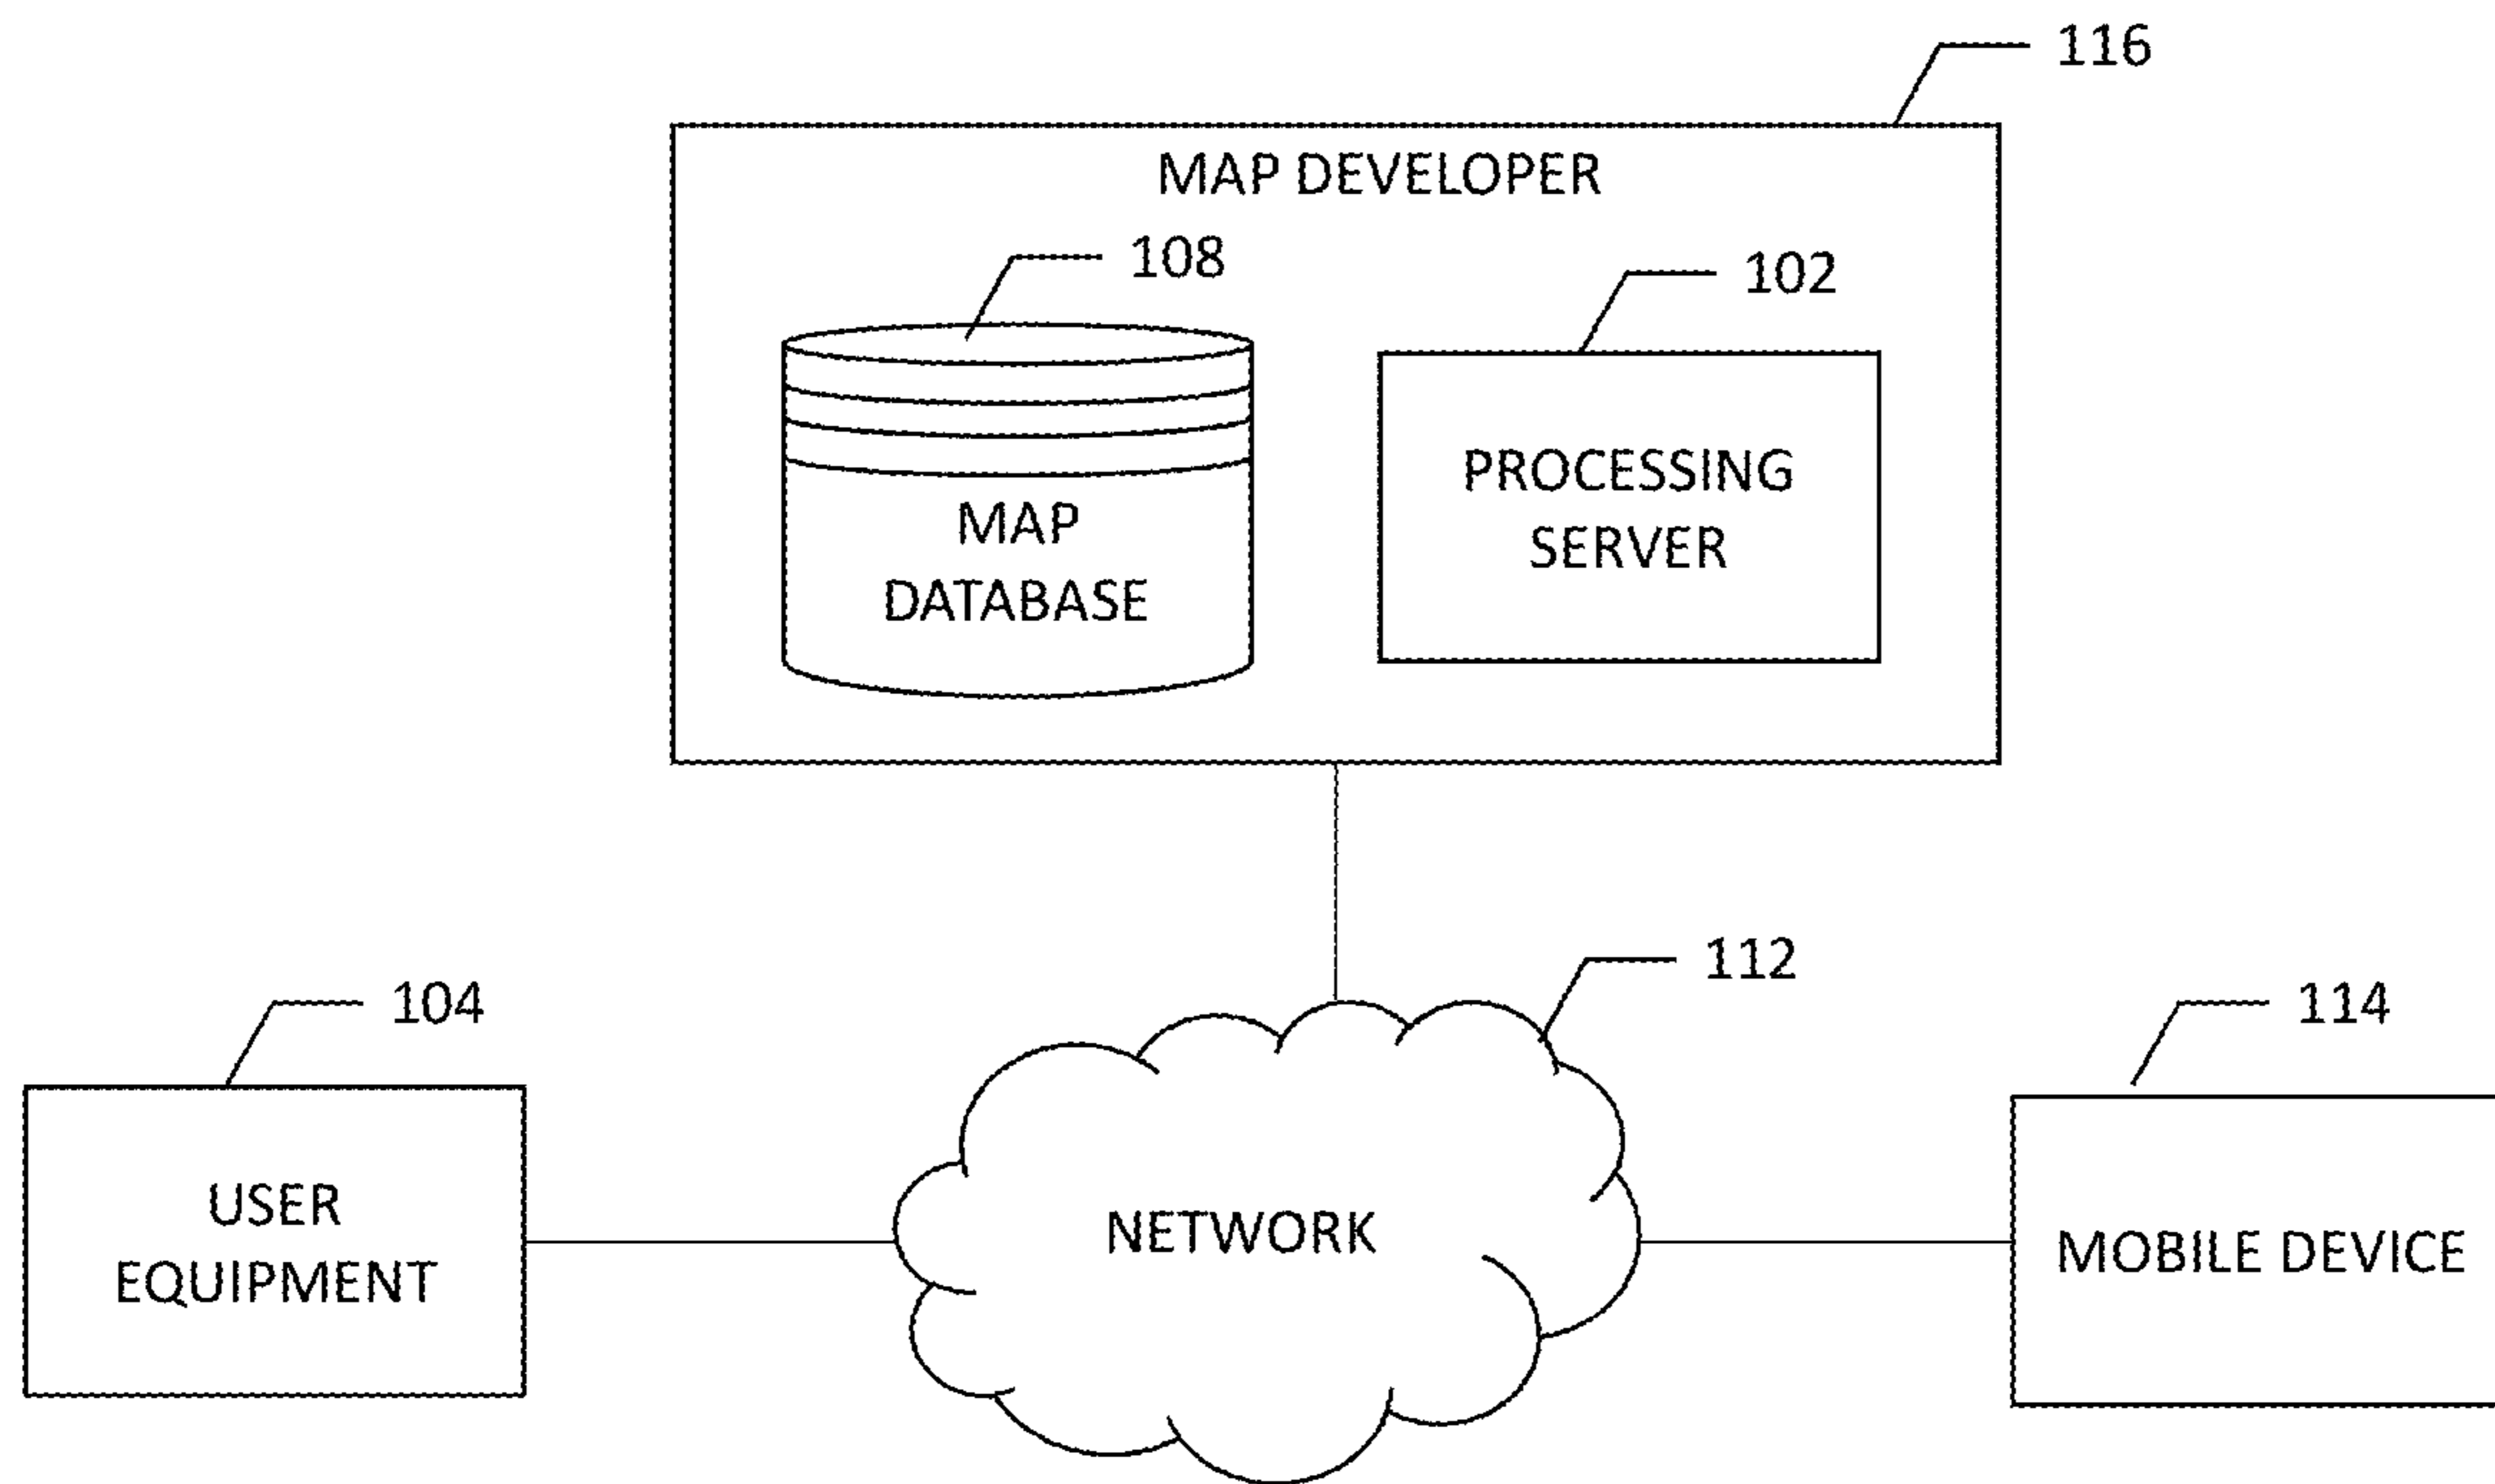 116
MAP DEVELOPER
108
102
MAP
DATABASE
PROCESSING
SERVER
112
104
114
USER
EQUIPMENT
NETWORK
MOBILE DEVICE